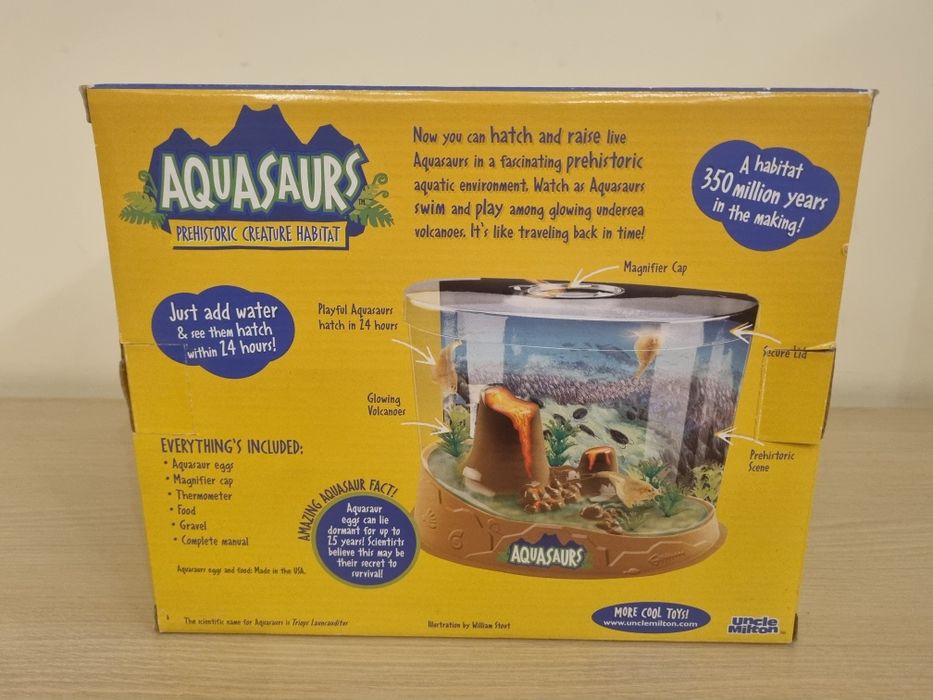 AQUASAURS™
PREHISTORIC CREATURE HABITAT
Now you can hatch and raise live
Aquasaurs in a fascinating prehistoric
aquatic environment. Watch as Aquasaurs
swim and play among glowing undersea
volcanoes. It's like traveling back in time!
A habitat
350 million years
in the making!
Just add water
& see them hatch
within 24 hours!
Magnifier Cap
Playful Aquasaurs
hatch in 24 hours
Secure Lid
Glowing
Volcanoes
Prehistoric
Scene
EVERYTHING'S INCLUDED:
• Aquasaur eggs
• Magnifier cap
• Thermometer
• Food
• Gravel
• Complete manual
Aquasaurs eggs and food: Made in the USA.
AMAZING AQUASAUR FACT!
Aquasaur
eggs can lie
dormant for up to
25 years! Scientists
believe this may be
their secret to
survival!
AQUASAURS
The scientific name for Aquasaurs is Triops Launcauditor
Illustration by William Stout
MORE COOL TOYS!
www.unclemilton.com
uncle
Milton